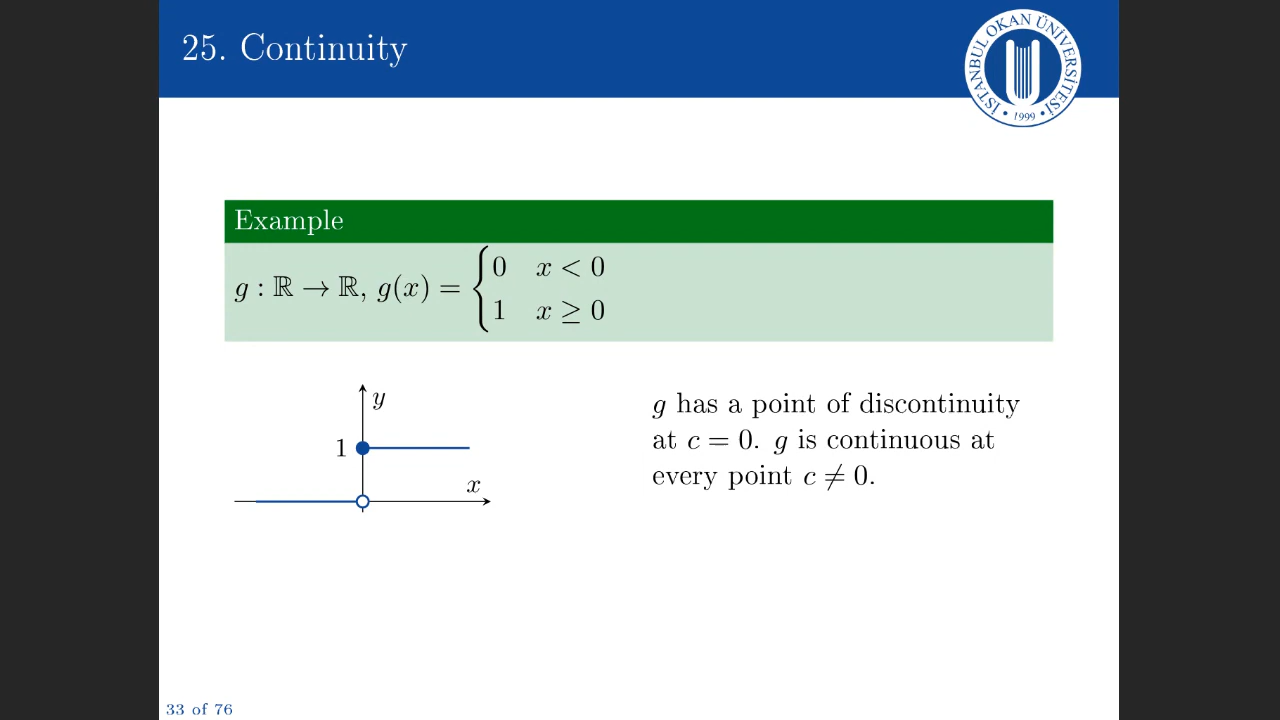 25. Continuity
İSTANBUL OKAN ÜNİVERSİTESİ
• 1999 •
Example
g : ℝ → ℝ, g(x) = { 0 x < 0
1 x ≥ 0
y
1
x
g has a point of discontinuity
at c = 0. g is continuous at
every point c ≠ 0.
33 of 76